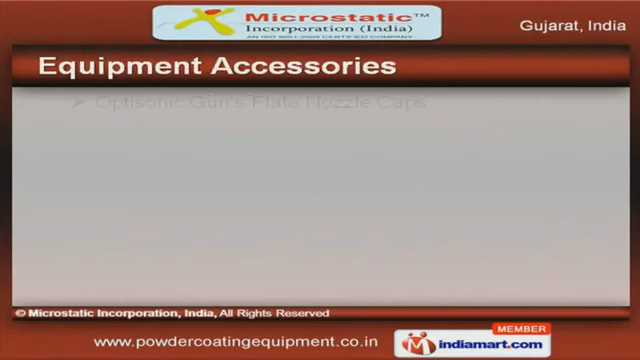 Microstatic™
Incorporation (India)
AN ISO 9001:2008 CERTIFIED COMPANY
Gujarat, India
Equipment Accessories
➢ Optisonic Gun's Flate Nozzle Caps
© Microstatic Incorporation, India, All Rights Reserved
www.powdercoatingequipment.co.in
MEMBER
indiamart.com